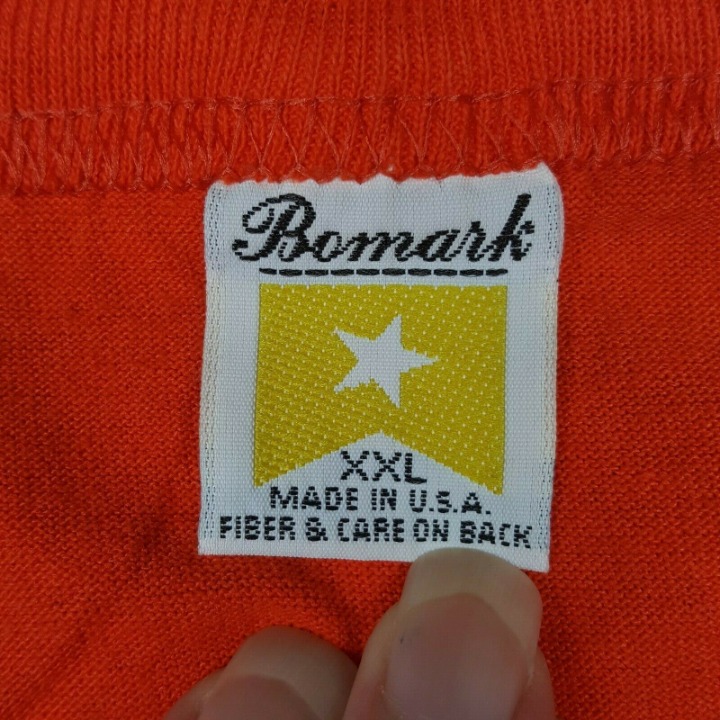 Bomark
XXL
MADE IN U.S.A.
FIBER & CARE ON BACK